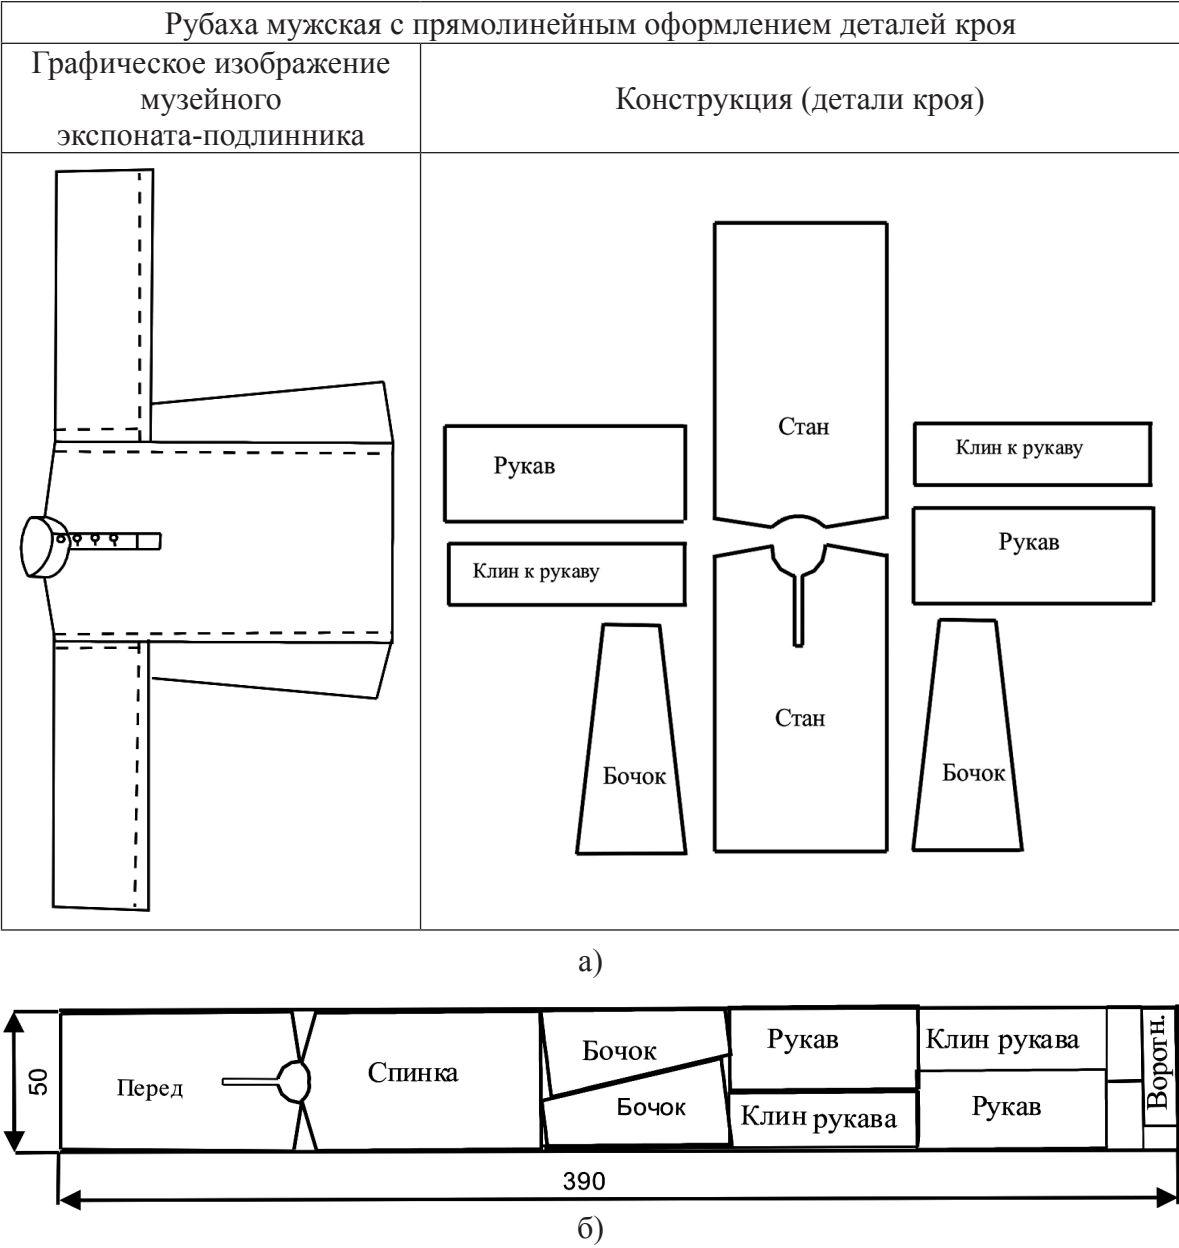 Рубаха мужская с прямолинейным оформлением деталей кроя
Графическое изображение
музейного
экспоната-подлинника
Конструкция (детали кроя)
Стан
Рукав
Клин к рукаву
Клин к рукаву
Рукав
Стан
Бочок
Бочок
а)
50
Перед
Спинка
Бочок
Бочок
Рукав
Клин рукава
Клин рукава
Рукав
Воротн.
390
б)